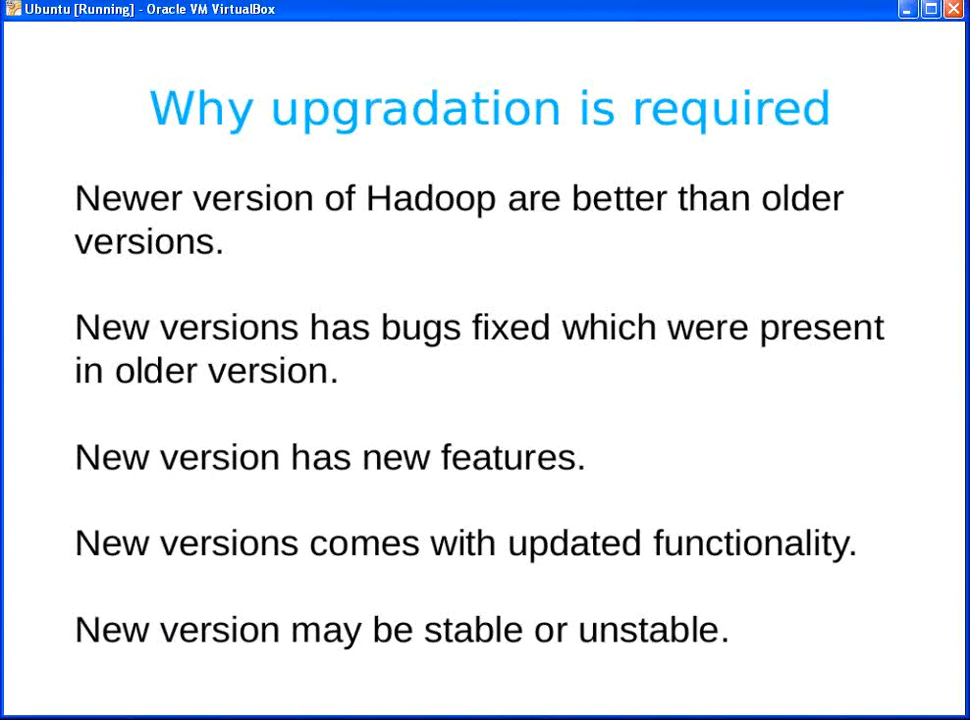 Ubuntu [Running] - Oracle VM VirtualBox
Why upgradation is required
Newer version of Hadoop are better than older
versions.
New versions has bugs fixed which were present
in older version.
New version has new features.
New versions comes with updated functionality.
New version may be stable or unstable.